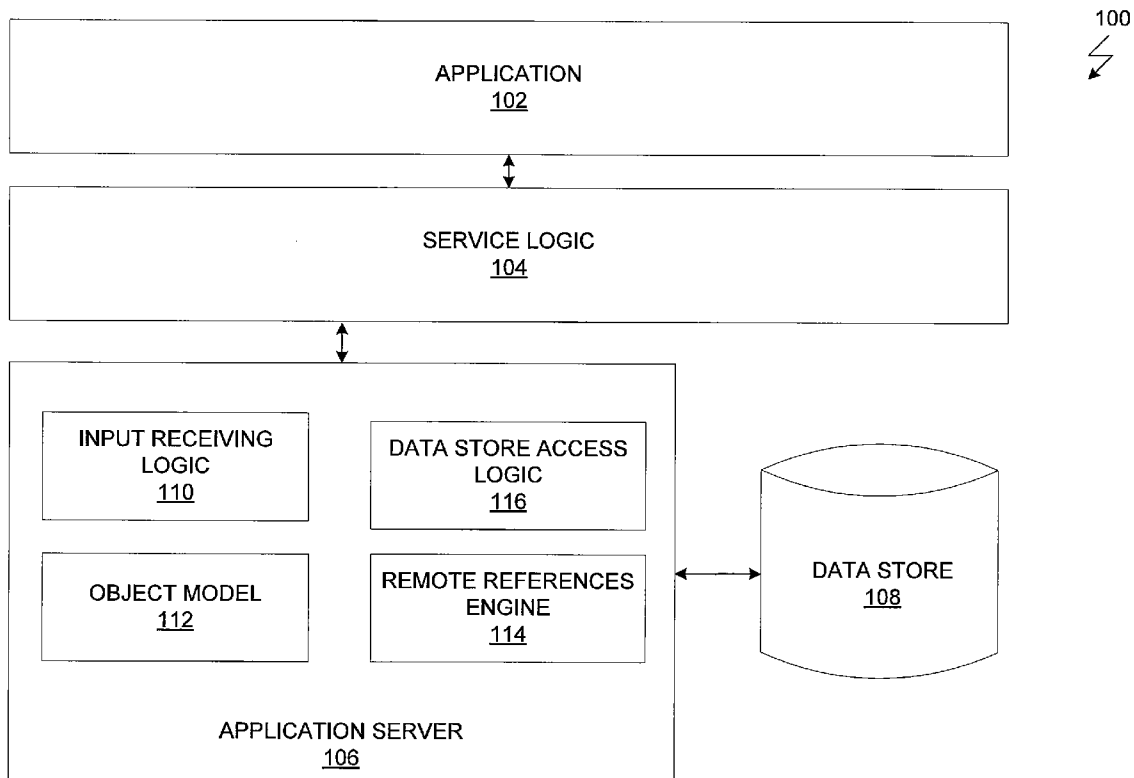 100
APPLICATION
102
SERVICE LOGIC
104
INPUT RECEIVING
LOGIC
110
DATA STORE ACCESS
LOGIC
116
OBJECT MODEL
112
REMOTE REFERENCES
ENGINE
114
DATA STORE
108
APPLICATION SERVER
106